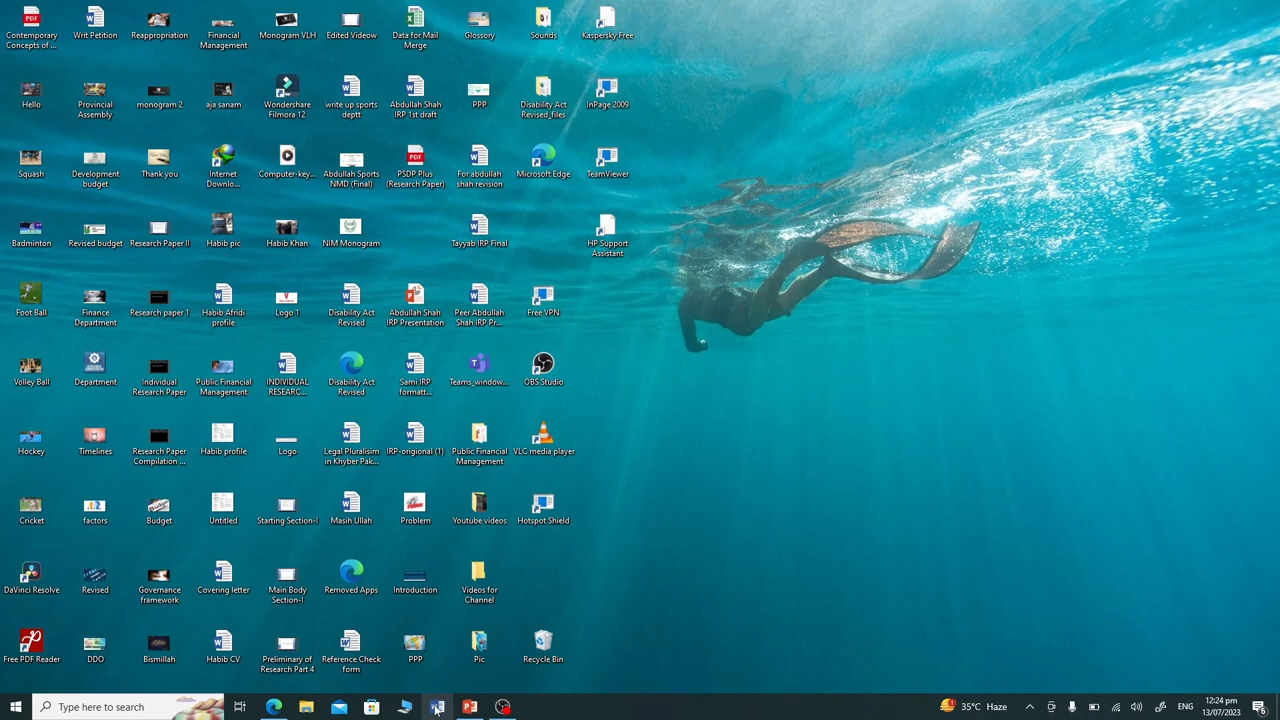 Contemporary
Concepts of ...
Writ Petition
Reappropriation
Financial
Management
Monogram VLH
Edited Videow
Data for Mail
Merge
Glossory
Sounds
Kaspersky Free
Hello
Provincial
Assembly
monogram 2
aja sanam
Wondershare
Filmora 12
write up sports
deptt
Abdullah Shah
IRP 1st draft
PPP
Disability Act
Revised_files
InPage 2009
Squash
Development
budget
Thank you
Internet
Downlo...
Computer-key...
Abdullah Sports
NMD (Final)
PSDP Plus
(Research Paper)
For abdullah
shah revision
Microsoft Edge
TeamViewer
Badminton
Revised budget
Research Paper II
Habib pic
Habib Khan
NIM Monogram
Tayyab IRP Final
HP Support
Assistant
Foot Ball
Finance
Department
Research paper 1
Habib Afridi
profile
Logo 1
Disability Act
Revised
Abdullah Shah
IRP Presentation
Peer Abdullah
Shah IRP Pr...
Free VPN
Volley Ball
Department
Individual
Research Paper
Public Financial
Management
INDIVIDUAL
RESEARC...
Disability Act
Revised
Sami IRP
formatt...
Teams_window...
OBS Studio
Hockey
Timelines
Research Paper
Compilation ...
Habib profile
Logo
Legal Pluralisim
in Khyber Pak...
IRP-origional (1)
Public Financial
Management
VLC media player
Cricket
factors
Budget
Untitled
Starting Section-I
Masih Ullah
Problem
Youtube videos
Hotspot Shield
DaVinci Resolve
Revised
Governance
framework
Covering letter
Main Body
Section-I
Removed Apps
Introduction
Videos for
Channel
Free PDF Reader
DDO
Bismillah
Habib CV
Preliminary of
Research Part 4
Reference Check
form
PPP
Pic
Recycle Bin
Type here to search
35°C Haze
ENG
12:24 pm
13/07/2023
6